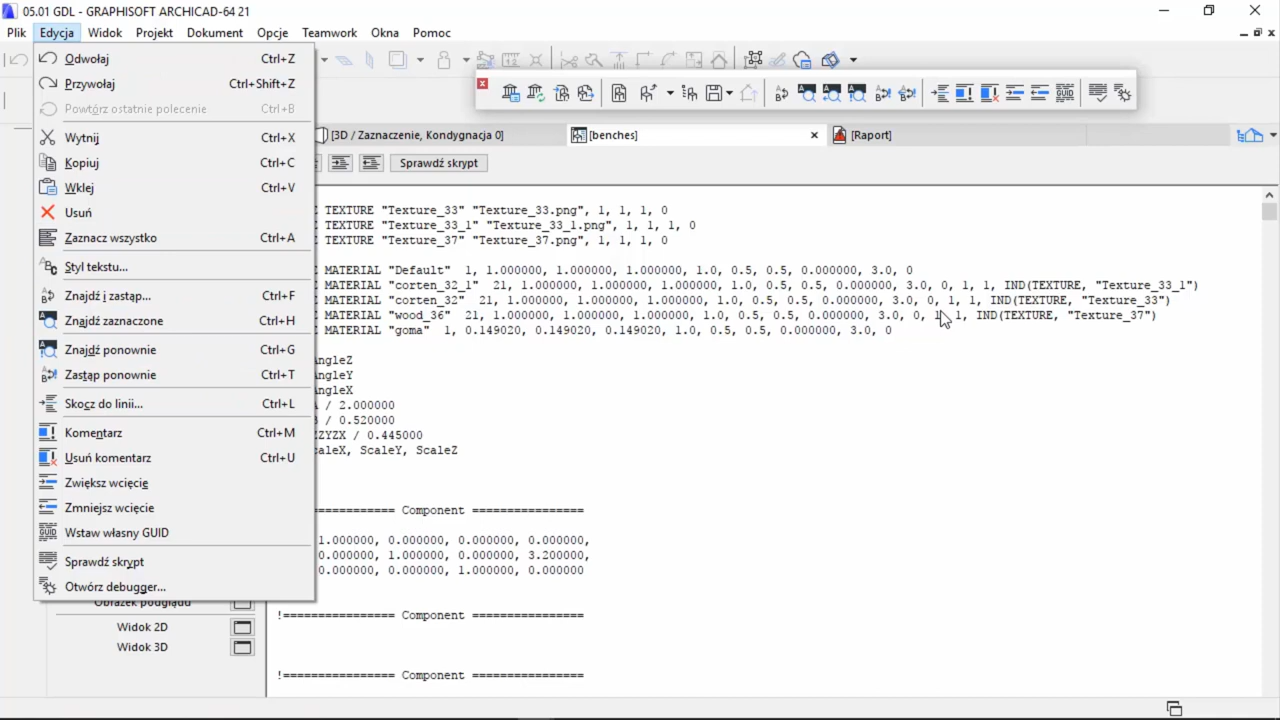 05.01 GDL - GRAPHISOFT ARCHICAD-64 21
Plik Edycja Widok Projekt Dokument Opcje Teamwork Okna Pomoc
Odwołaj Ctrl+Z
Przywołaj Ctrl+Shift+Z
Powtórz ostatnie polecenie Ctrl+B
Wytnij Ctrl+X
Kopiuj Ctrl+C
Wklej Ctrl+V
Usuń
Zaznacz wszystko Ctrl+A
Styl tekstu...
Znajdź i zastąp... Ctrl+F
Znajdź zaznaczone Ctrl+H
Znajdź ponownie Ctrl+G
Zastąp ponownie Ctrl+T
Skocz do linii... Ctrl+L
Komentarz Ctrl+M
Usuń komentarz Ctrl+U
Zwiększ wcięcie
Zmniejsz wcięcie
GUID Wstaw własny GUID
Sprawdź skrypt
Otwórz debugger...
Obrazek podglądu
Widok 2D
Widok 3D
GUID
[3D / Zaznaczenie, Kondygnacja 0] [benches] [Raport]
Sprawdź skrypt
TEXTURE "Texture_33" "Texture_33.png", 1, 1, 1, 0
TEXTURE "Texture_33_1" "Texture_33_1.png", 1, 1, 1, 0
TEXTURE "Texture_37" "Texture_37.png", 1, 1, 1, 0
MATERIAL "Default" 1, 1.000000, 1.000000, 1.000000, 1.0, 0.5, 0.5, 0.000000, 3.0, 0
MATERIAL "corten_32_1" 21, 1.000000, 1.000000, 1.000000, 1.0, 0.5, 0.5, 0.000000, 3.0, 0, 1, 1, IND(TEXTURE, "Texture_33_1")
MATERIAL "corten_32" 21, 1.000000, 1.000000, 1.000000, 1.0, 0.5, 0.5, 0.000000, 3.0, 0, 1, 1, IND(TEXTURE, "Texture_33")
MATERIAL "wood_36" 21, 1.000000, 1.000000, 1.000000, 1.0, 0.5, 0.5, 0.000000, 3.0, 0, 1, 1, IND(TEXTURE, "Texture_37")
MATERIAL "goma" 1, 0.149020, 0.149020, 0.149020, 1.0, 0.5, 0.5, 0.000000, 3.0, 0
ngleZ
ngleY
ngleX
/ 2.000000
/ 0.520000
ZZYZX / 0.445000
caleX, ScaleY, ScaleZ
============= Component ===============
1.000000, 0.000000, 0.000000, 0.000000,
0.000000, 1.000000, 0.000000, 3.200000,
0.000000, 0.000000, 1.000000, 0.000000
!=============== Component ===============
!=============== Component ===============